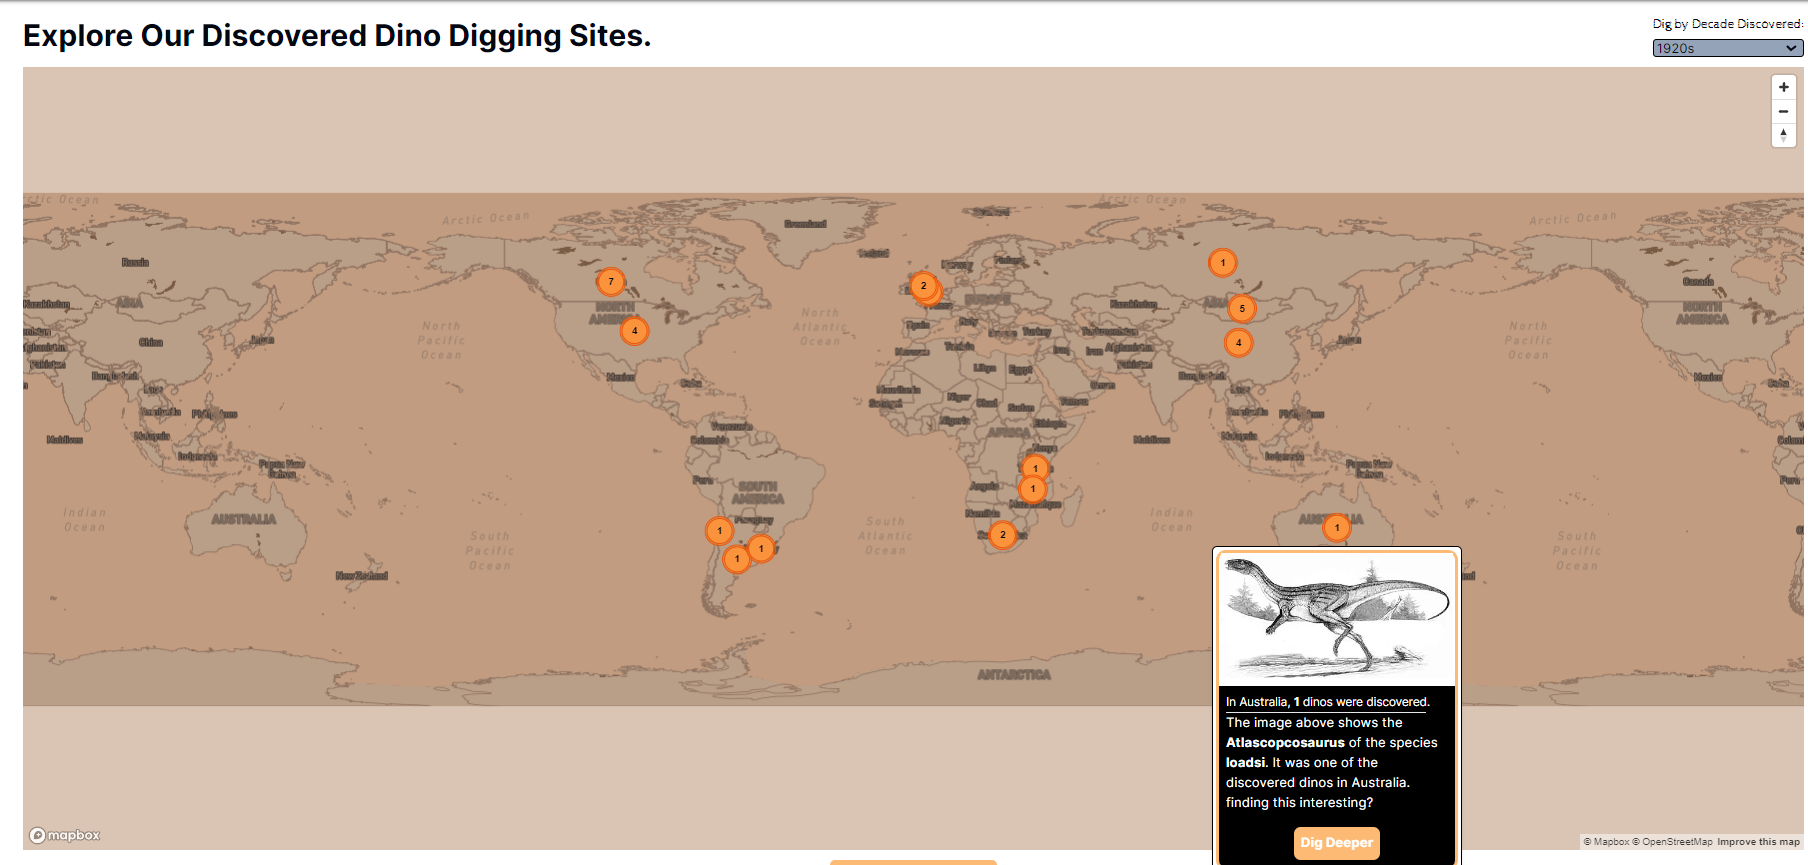 Explore Our Discovered Dino Digging Sites.
Dig by Decade Discovered:
1920s
Arctic Ocean
Arctic Ocean
Arctic Ocean
Greenland
Iceland
Norway
Finland
Russia
Canada
Kazakhstan
ASIA
China
Japan
North
Pacific
Ocean
7
NORTH
AMERICA
4
Mexico
Cuba
North
Atlantic
Ocean
2
EUROPE
Spain
Italy
Turkey
Morocco
Tunisia
Libya
Egypt
Iraq
Iran
Afghanistan
Pakistan
Turkmenistan
Kazakhstan
1
5
4
Japan
North
Pacific
Ocean
NORTH
AMERICA
Mexico
Cuba
Bangladesh
Laos
Cambodia
Philippines
Maldives
Malaysia
Indonesia
Papua New
Guinea
Venezuela
Colombia
Peru
SOUTH
AMERICA
Paraguay
Mauritania
Senegal
Niger
Chad
Sudan
Yemen
Nigeria
Ethiopia
AFRICA
Kenya
1
1
Angola
Mozambique
Namibia
2
Maldives
Indian
Ocean
AUSTRALIA
New Zealand
South
Pacific
Ocean
1
1
1
South
Atlantic
Ocean
Indian
Ocean
1
South
Pacific
Ocean
ANTARCTICA
In Australia, 1 dinos were discovered.
The image above shows the
Atlascopcosaurus of the species
loadsi. It was one of the
discovered dinos in Australia.
finding this interesting?
Dig Deeper
mapbox
© Mapbox © OpenStreetMap Improve this map